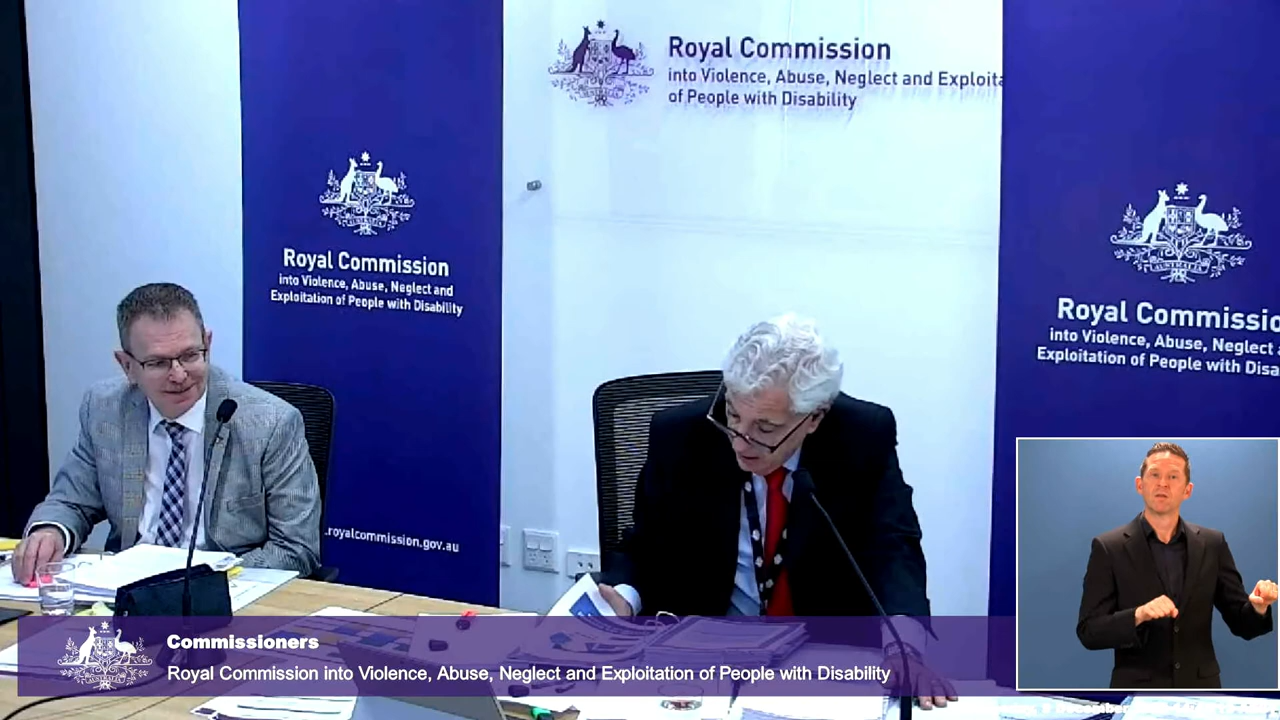 Royal Commission
into Violence, Abuse, Neglect and Exploita
of People with Disability
Royal Commission
into Violence, Abuse, Neglect and
Exploitation of People with Disability
.royalcommission.gov.au
Royal Commissio
into Violence, Abuse, Neglect
Exploitation of People with Disa
Commissioners
Royal Commission into Violence, Abuse, Neglect and Exploitation of People with Disability